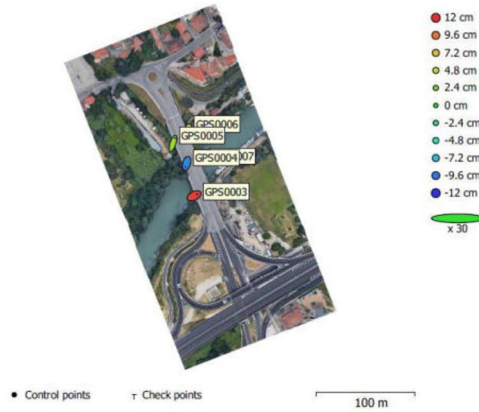 12 cm
9.6 cm
7.2 cm
4.8 cm
2.4 cm
0 cm
-2.4 cm
-4.8 cm
-7.2 cm
-9.6 cm
-12 cm
x 30
GPS0006
GPS0005
GPS0004
07
GPS0003
Control points
Check points
100 m